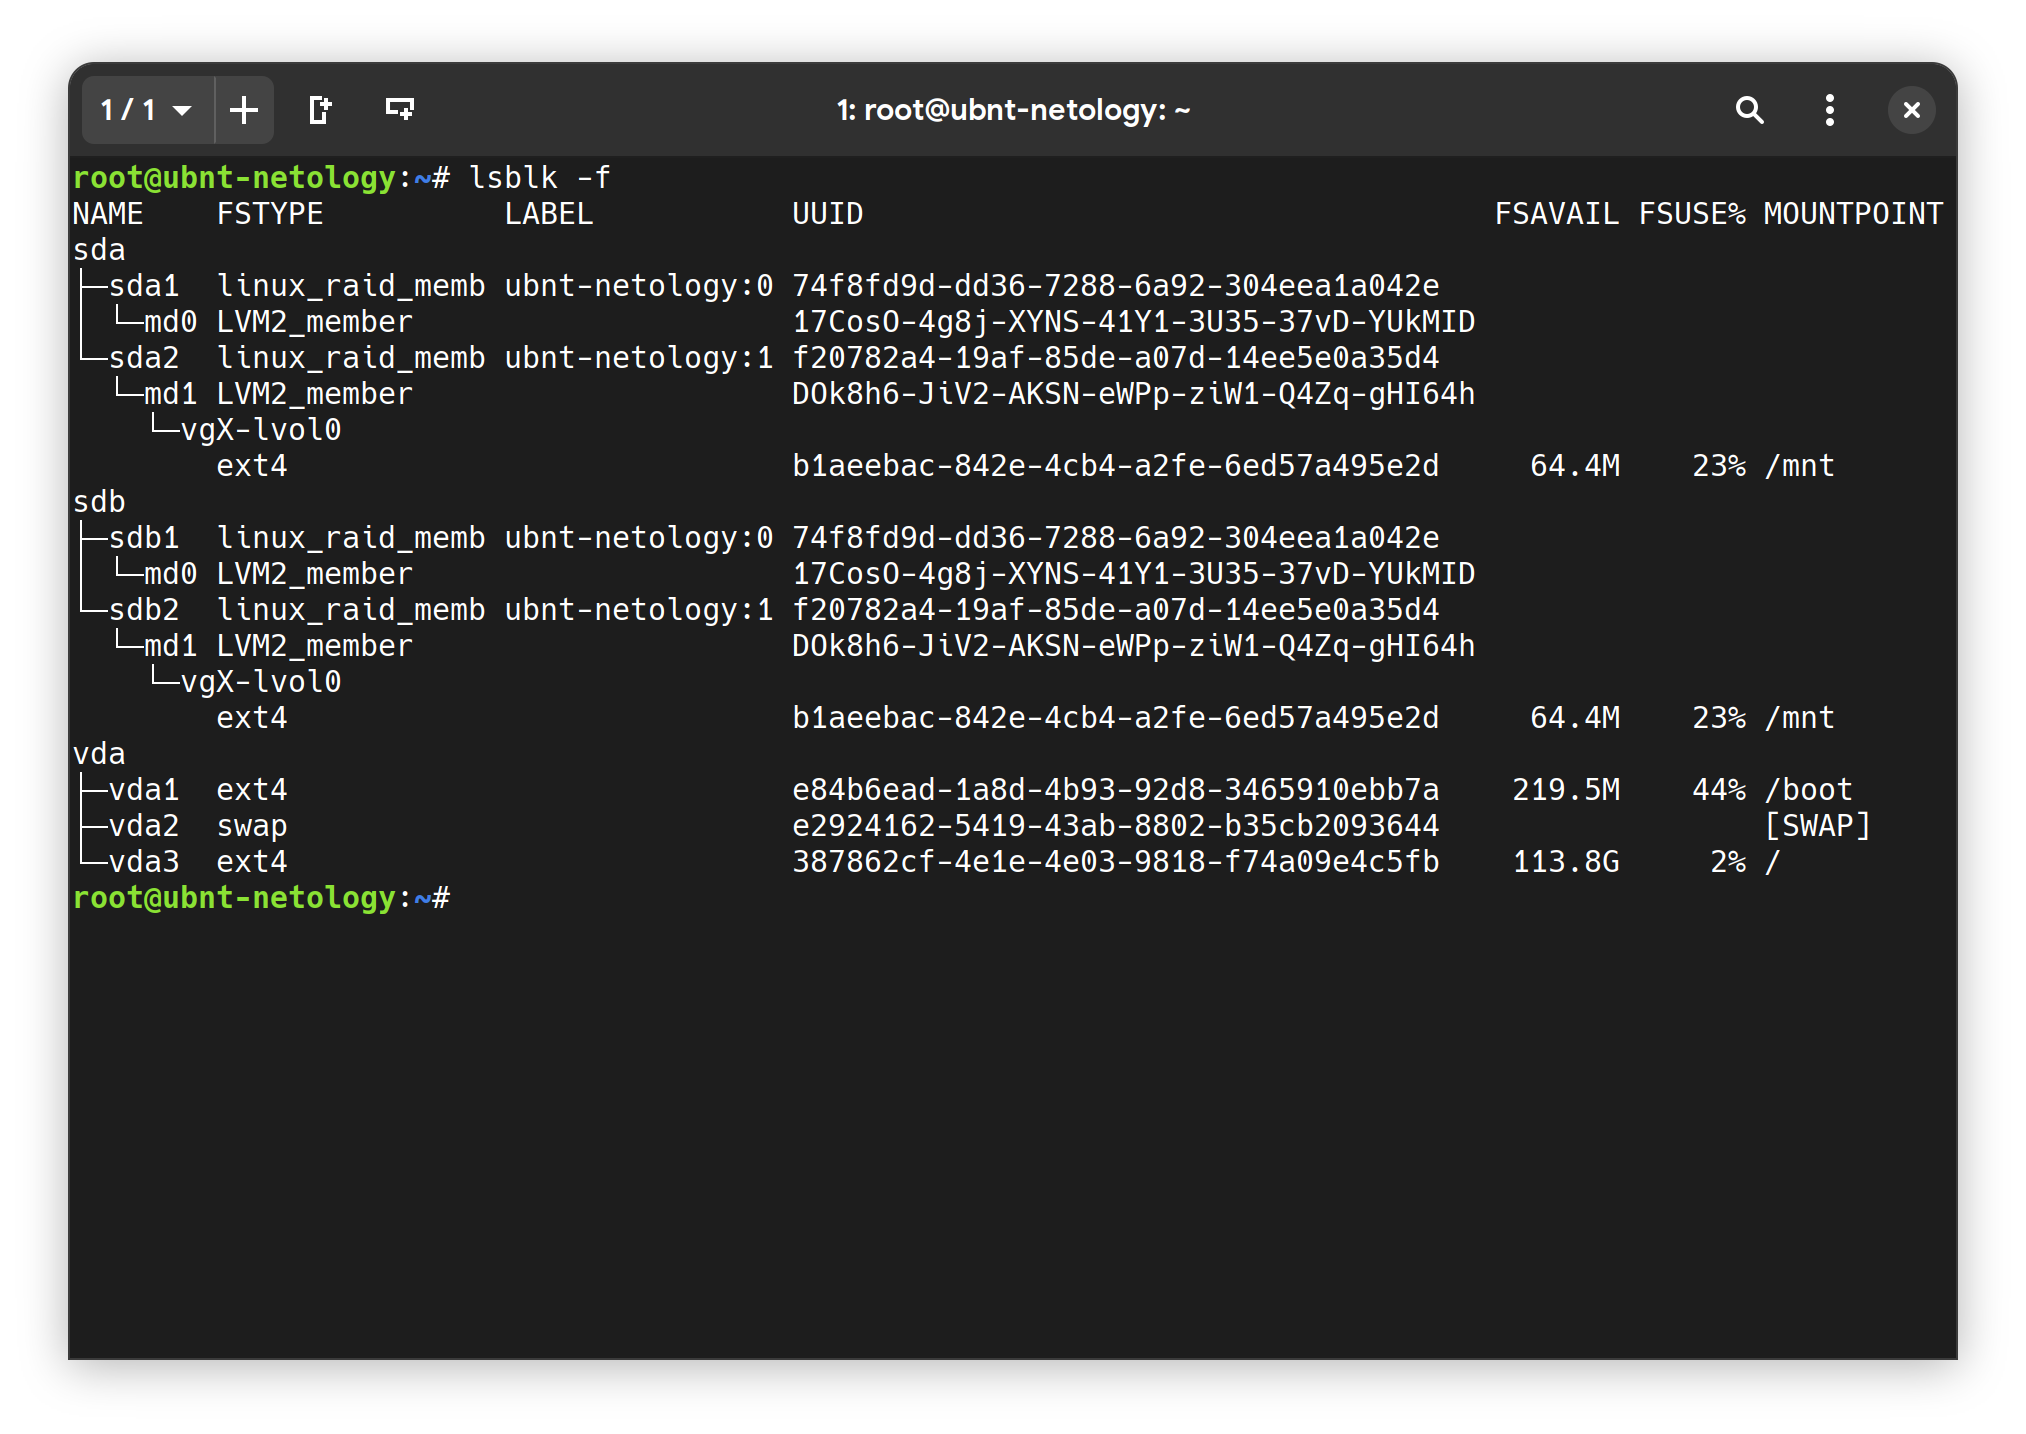 1 / 1
1: root@ubnt-netology: ~
root@ubnt-netology:~# lsblk -f
NAME    FSTYPE          LABEL           UUID                                   FSAVAIL FSUSE% MOUNTPOINT
sda
├─sda1  linux_raid_memb ubnt-netology:0 74f8fd9d-dd36-7288-6a92-304eea1a042e
│ └─md0 LVM2_member                     17CosO-4g8j-XYNS-41Y1-3U35-37vD-YUkMID
└─sda2  linux_raid_memb ubnt-netology:1 f20782a4-19af-85de-a07d-14ee5e0a35d4
  └─md1 LVM2_member                     DOk8h6-JiV2-AKSN-eWPp-ziW1-Q4Zq-gHI64h
    └─vgX-lvol0
        ext4                            b1aeebac-842e-4cb4-a2fe-6ed57a495e2d     64.4M    23% /mnt
sdb
├─sdb1  linux_raid_memb ubnt-netology:0 74f8fd9d-dd36-7288-6a92-304eea1a042e
│ └─md0 LVM2_member                     17CosO-4g8j-XYNS-41Y1-3U35-37vD-YUkMID
└─sdb2  linux_raid_memb ubnt-netology:1 f20782a4-19af-85de-a07d-14ee5e0a35d4
  └─md1 LVM2_member                     DOk8h6-JiV2-AKSN-eWPp-ziW1-Q4Zq-gHI64h
    └─vgX-lvol0
        ext4                            b1aeebac-842e-4cb4-a2fe-6ed57a495e2d     64.4M    23% /mnt
vda
├─vda1  ext4                            e84b6ead-1a8d-4b93-92d8-3465910ebb7a    219.5M    44% /boot
├─vda2  swap                            e2924162-5419-43ab-8802-b35cb2093644                  [SWAP]
└─vda3  ext4                            387862cf-4e1e-4e03-9818-f74a09e4c5fb    113.8G     2% /
root@ubnt-netology:~#